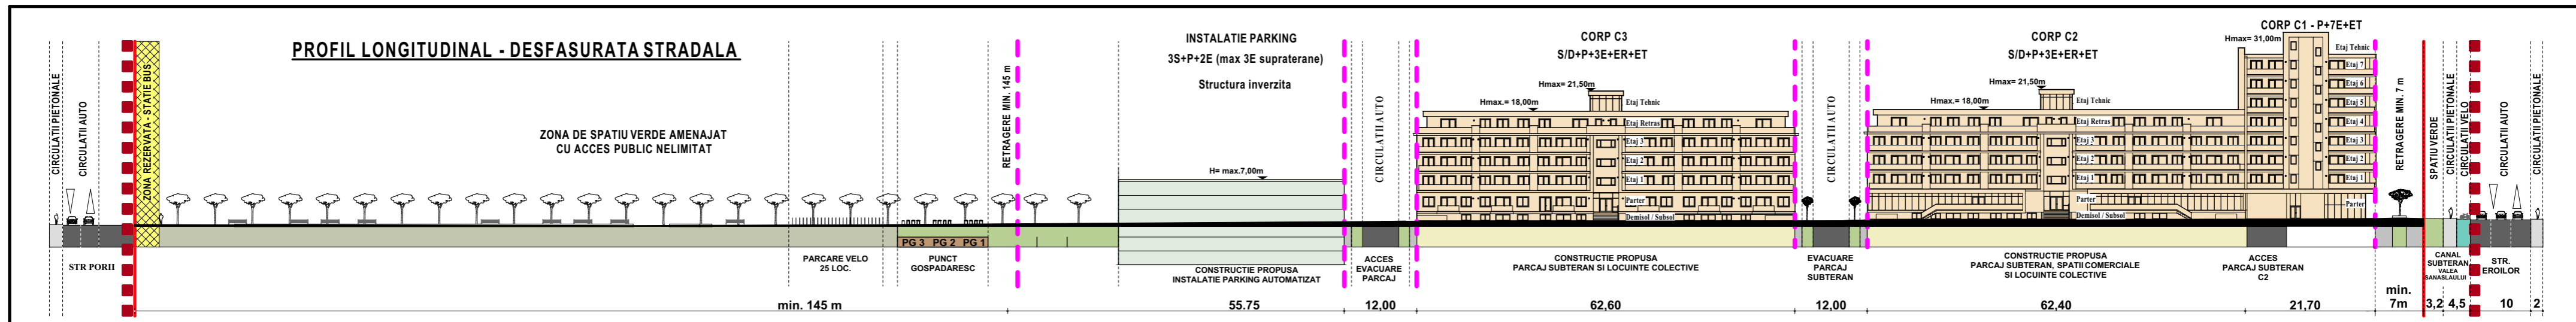 PROFIL LONGITUDINAL - DESFASURATA STRADALA
CIRCULATII PIETONALE
CIRCULATII AUTO
ZONA REZERVATA - STATIE BUS
ZONA DE SPATIU VERDE AMENAJAT
CU ACCES PUBLIC NELIMITAT
RETRAGERE MIN. 145 m
INSTALATIE PARKING
3S+P+2E (max 3E supraterane)
Structura inverzita
H= max.7,00m
CIRCULATII AUTO
CORP C3
S/D+P+3E+ER+ET
Hmax= 21,50m
Hmax.= 18,00m
Etaj Tehnic
Etaj Retras
Etaj 3
Etaj 2
Etaj 1
Parter
Demisol / Subsol
CIRCULATII AUTO
CORP C2
S/D+P+3E+ER+ET
Hmax= 21,50m
Hmax.= 18,00m
Etaj Tehnic
Etaj Retras
Etaj 3
Etaj 2
Etaj 1
Parter
Demisol / Subsol
CORP C1 - P+7E+ET
Hmax= 31,00m
Etaj Tehnic
Etaj 7
Etaj 6
Etaj 5
Etaj 4
Etaj 3
Etaj 2
Etaj 1
Parter
RETRAGERE MIN. 7 m
SPATIU VERDE
CIRCULATII PIETONALE
CIRCULATII VELO
CIRCULATII AUTO
CIRCULATII PIETONALE
STR PORII
PARCARE VELO
25 LOC.
PG 3 PG 2 PG 1
PUNCT
GOSPADARESC
CONSTRUCTIE PROPUSA
INSTALATIE PARKING AUTOMATIZAT
ACCES
EVACUARE
PARCAJ
CONSTRUCTIE PROPUSA
PARCAJ SUBTERAN SI LOCUINTE COLECTIVE
EVACUARE
PARCAJ
SUBTERAN
CONSTRUCTIE PROPUSA
PARCAJ SUBTERAN, SPATII COMERCIALE
SI LOCUINTE COLECTIVE
ACCES
PARCAJ SUBTERAN
C2
CANAL
SUBTERAN
VALEA
SANASLAULUI
STR.
EROILOR
min. 145 m
55.75
12,00
62,60
12,00
62,40
21,70
min.
7m
3,2
4,5
10
2